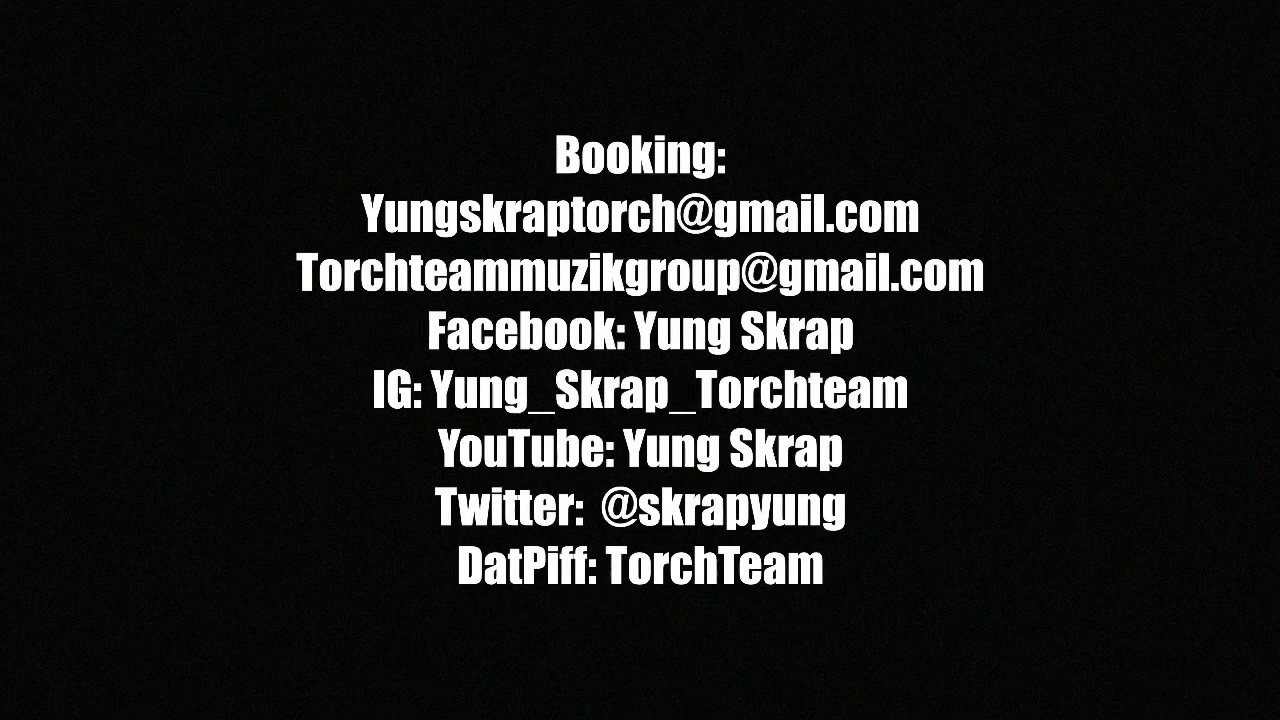 Booking:
Yungskraptorch@gmail.com
Torchteammuzikgroup@gmail.com
Facebook: Yung Skrap
IG: Yung_Skrap_Torchteam
YouTube: Yung Skrap
Twitter: @skrapyung
DatPiff: TorchTeam